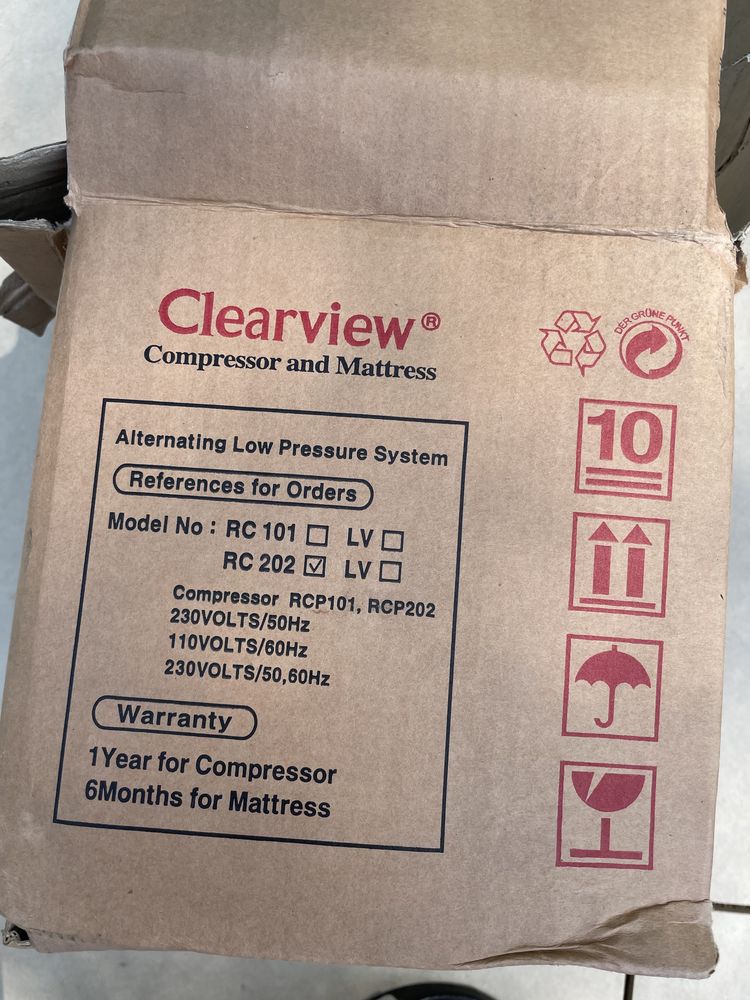 Clearview®
Compressor and Mattress
DER GRÜNE PUNKT
10
Alternating Low Pressure System
References for Orders
Model No : RC 101 ☐ LV ☐
RC 202 ☑ LV ☐
Compressor RCP101, RCP202
230VOLTS/50Hz
110VOLTS/60Hz
230VOLTS/50,60Hz
Warranty
1Year for Compressor
6Months for Mattress